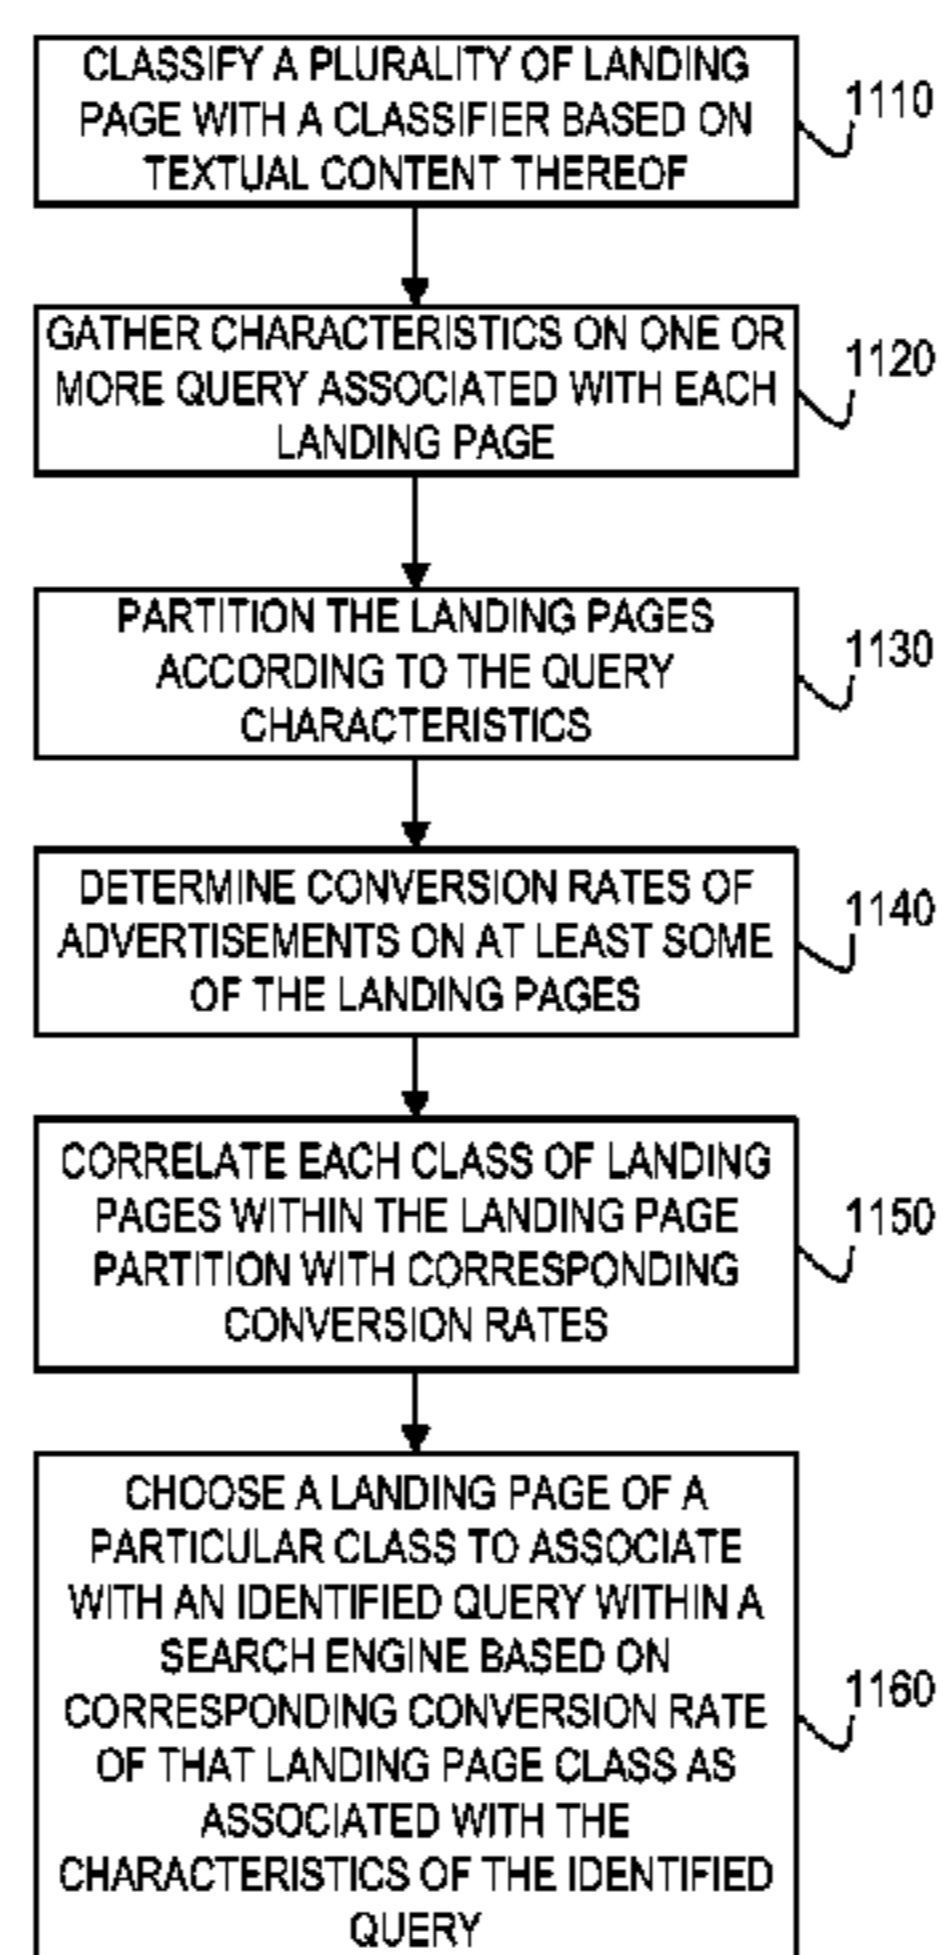 CLASSIFY A PLURALITY OF LANDING
PAGE WITH A CLASSIFIER BASED ON
TEXTUAL CONTENT THEREOF
1110
GATHER CHARACTERISTICS ON ONE OR
MORE QUERY ASSOCIATED WITH EACH
LANDING PAGE
1120
PARTITION THE LANDING PAGES
ACCORDING TO THE QUERY
CHARACTERISTICS
1130
DETERMINE CONVERSION RATES OF
ADVERTISEMENTS ON AT LEAST SOME
OF THE LANDING PAGES
1140
CORRELATE EACH CLASS OF LANDING
PAGES WITHIN THE LANDING PAGE
PARTITION WITH CORRESPONDING
CONVERSION RATES
1150
CHOOSE A LANDING PAGE OF A
PARTICULAR CLASS TO ASSOCIATE
WITH AN IDENTIFIED QUERY WITHIN A
SEARCH ENGINE BASED ON
CORRESPONDING CONVERSION RATE
OF THAT LANDING PAGE CLASS AS
ASSOCIATED WITH THE
CHARACTERISTICS OF THE IDENTIFIED
QUERY
1160